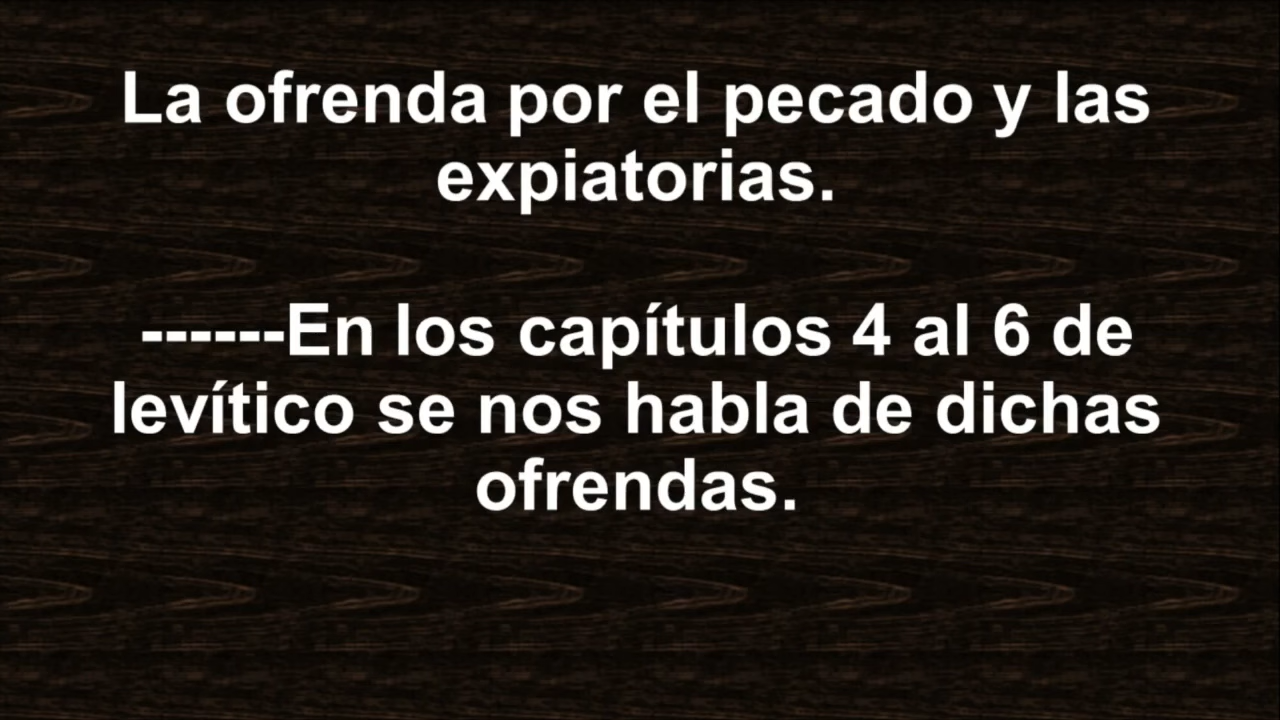 La ofrenda por el pecado y las
expiatorias.
------En los capítulos 4 al 6 de
levítico se nos habla de dichas
ofrendas.